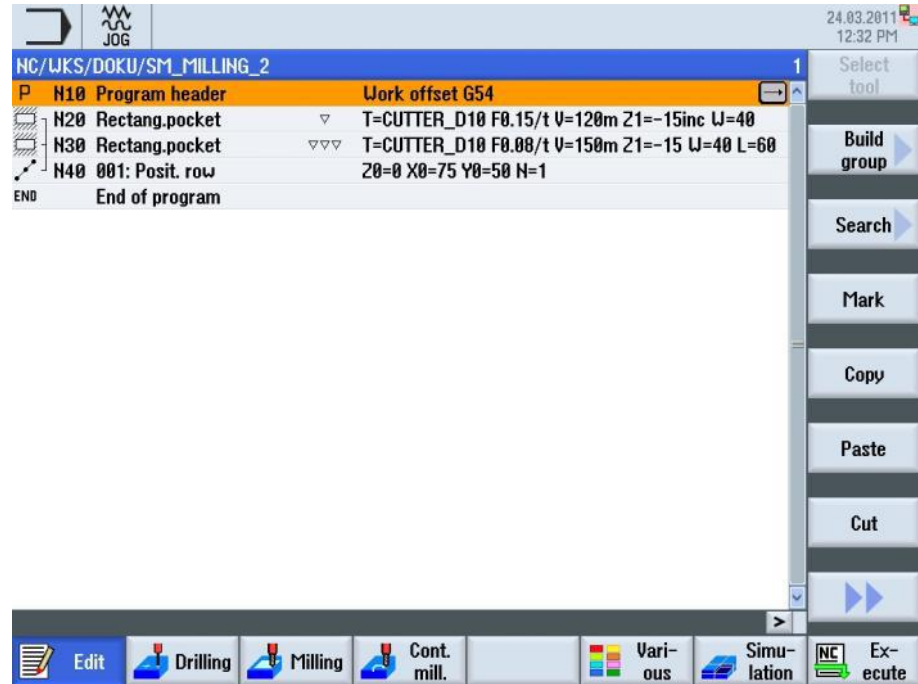 JOG
24.03.2011
12:32 PM
NC/WKS/DOKU/SM_MILLING_2 1
Select
tool
P N10 Program header Work offset G54
N20 Rectang.pocket ▽ T=CUTTER_D10 F0.15/t V=120m Z1=-15inc W=40
N30 Rectang.pocket ▽▽▽ T=CUTTER_D10 F0.08/t V=150m Z1=-15 W=40 L=60
N40 001: Posit. row Z0=0 X0=75 Y0=50 N=1
END End of program
Build
group
Search
Mark
Copy
Paste
Cut
>
Edit
Drilling
Milling
Cont.
mill.
Vari-
ous
Simu-
lation
NC Ex-
ecute